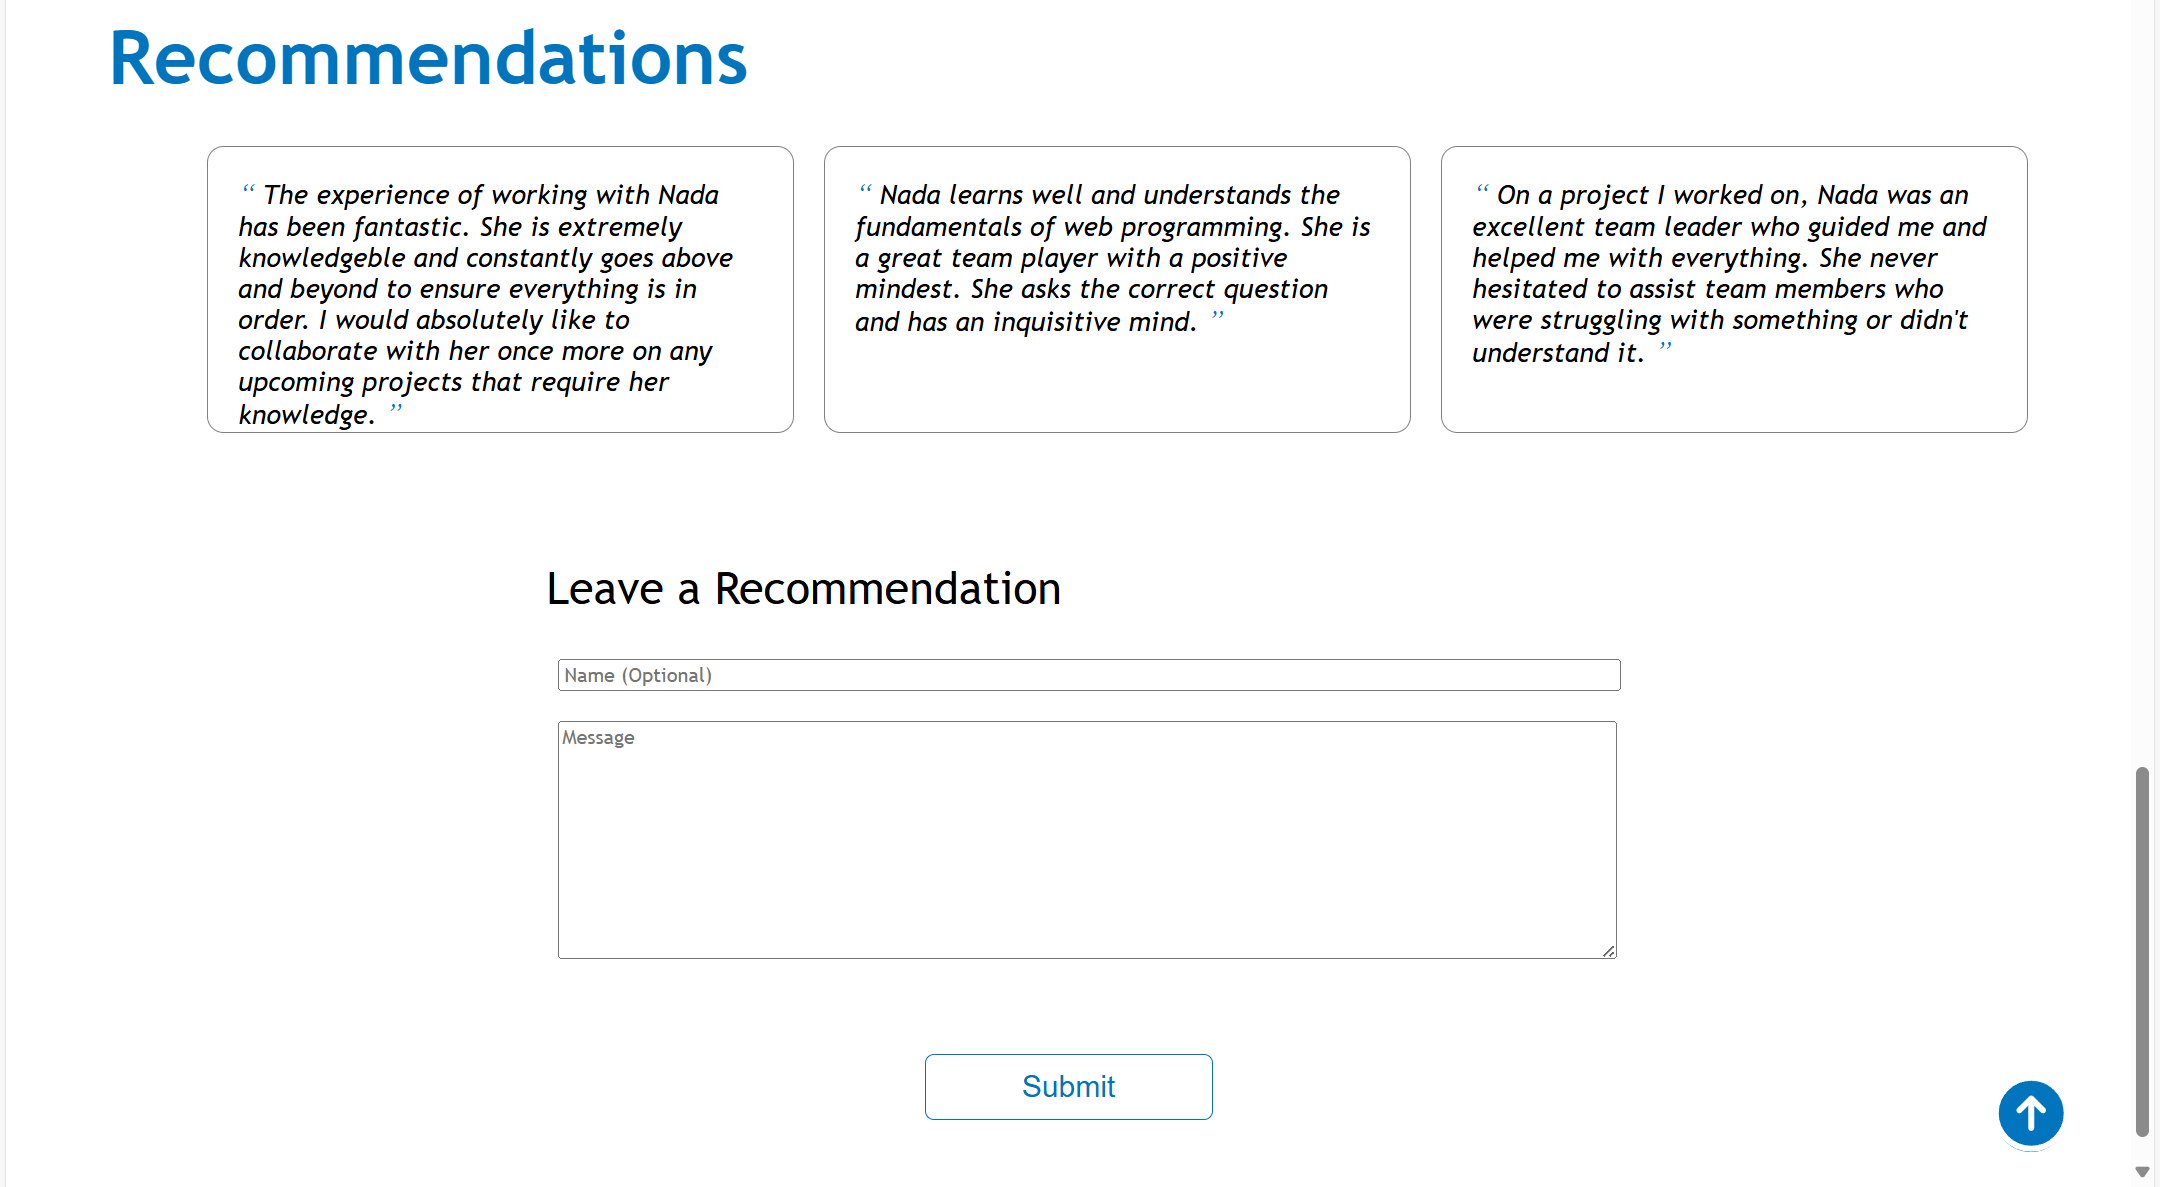 Recommendations
“ The experience of working with Nada
has been fantastic. She is extremely
knowledgeble and constantly goes above
and beyond to ensure everything is in
order. I would absolutely like to
collaborate with her once more on any
upcoming projects that require her
knowledge. ”
“ Nada learns well and understands the
fundamentals of web programming. She is
a great team player with a positive
mindest. She asks the correct question
and has an inquisitive mind. ”
“ On a project I worked on, Nada was an
excellent team leader who guided me and
helped me with everything. She never
hesitated to assist team members who
were struggling with something or didn't
understand it. ”
Leave a Recommendation
Name (Optional)
Message
Submit